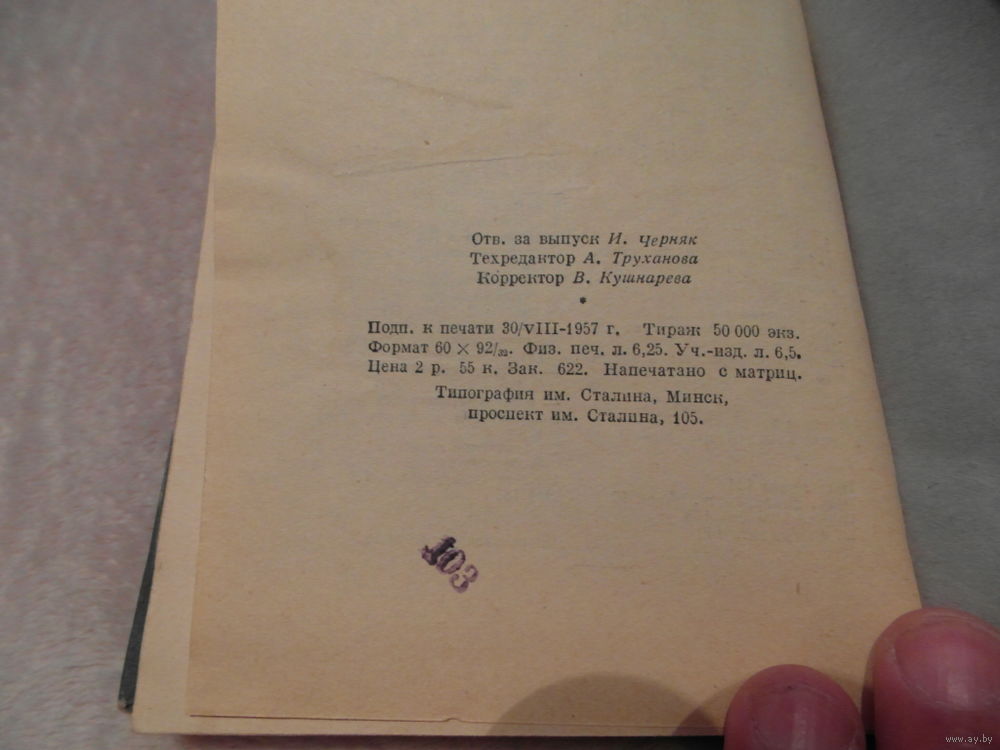 Отв. за выпуск И. Черняк
Техредактор А. Труханова
Корректор В. Кушнарева
*
Подп. к печати 30/VIII-1957 г. Тираж 50 000 экз.
Формат 60 × 92/₃₂. Физ. печ. л. 6,25. Уч.-изд. л. 6,5.
Цена 2 р. 55 к. Зак. 622. Напечатано с матриц.
Типография им. Сталина, Минск,
проспект им. Сталина, 105.
103
www.ay.by